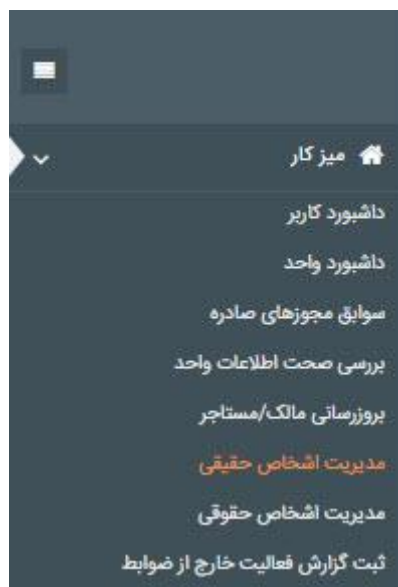 میز کار
داشبورد کاربر
داشبورد واحد
سوابق مجوزهای صادره
بررسی صحت اطلاعات واحد
بروزرسانی مالک/مستاجر
مدیریت اشخاص حقیقی
مدیریت اشخاص حقوقی
ثبت گزارش فعالیت خارج از ضوابط